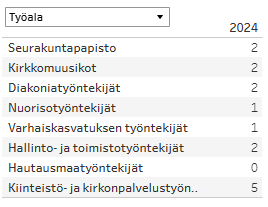 Työala
2024
Seurakuntapapisto 2
Kirkkomuusikot 2
Diakoniatyöntekijät 2
Nuorisotyöntekijät 1
Varhaiskasvatuksen työntekijät 1
Hallinto- ja toimistotyöntekijät 2
Hautausmaatyöntekijät 0
Kiinteistö- ja kirkonpalvelustyön.. 5